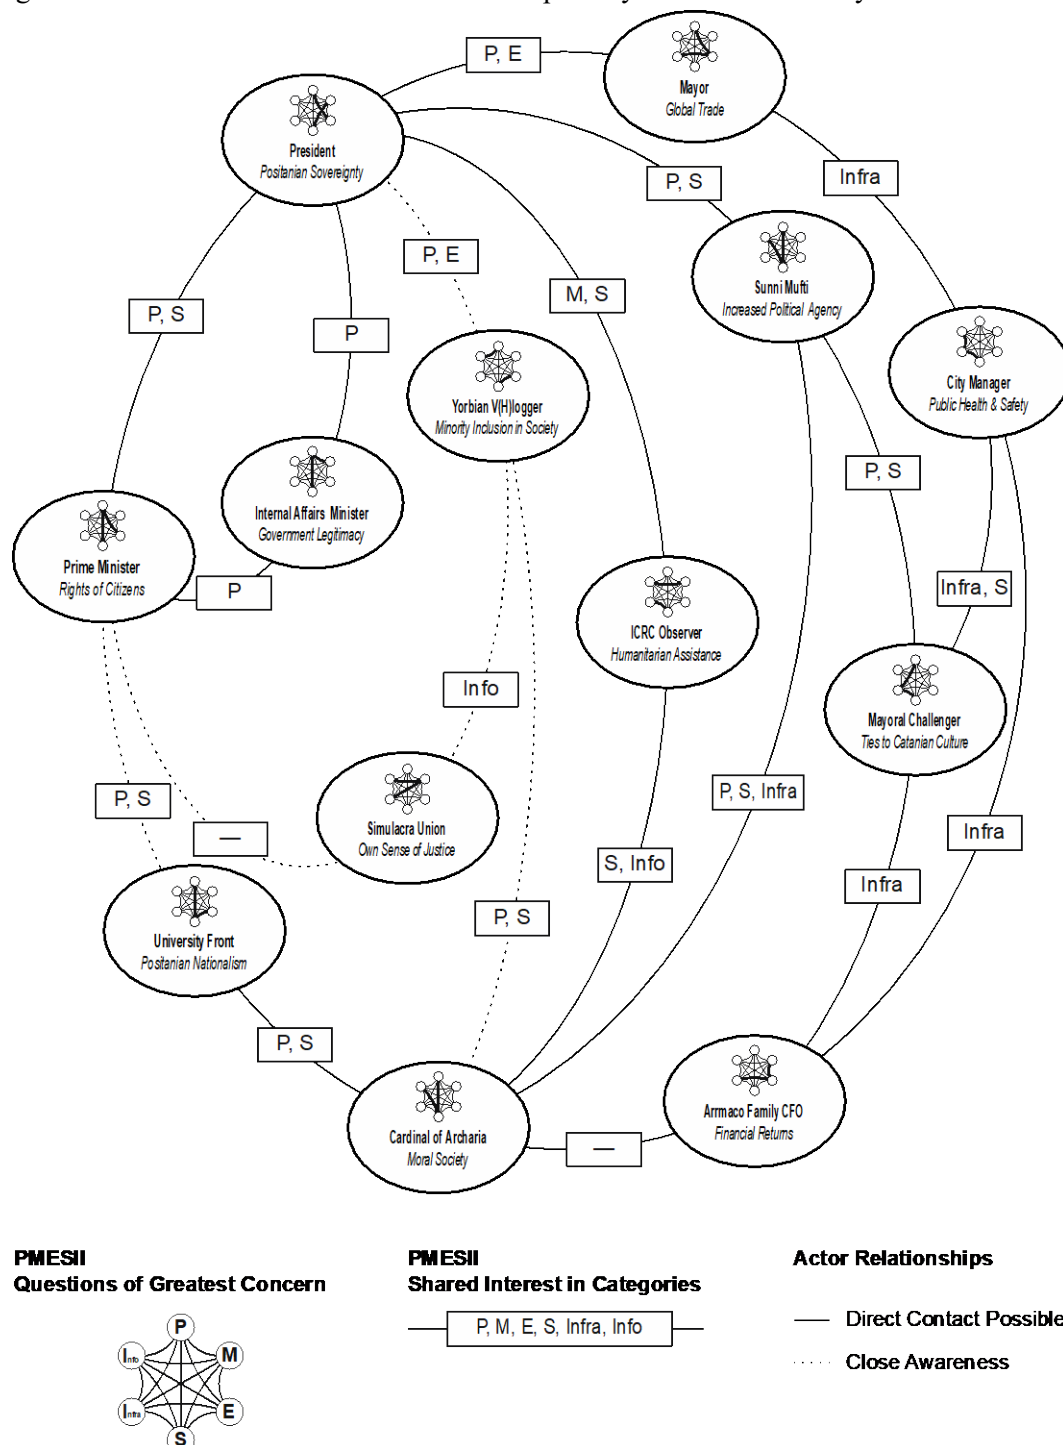 P, E
Mayor
Global Trade
President
Positanian Sovereignty
Infra
P, S
Sunni Mufti
Increased Political Agency
P, E
M, S
P, S
P
City Manager
Public Health & Safety
Yorbian V(H)logger
Minority Inclusion in Society
P, S
Internal Affairs Minister
Government Legitimacy
Prime Minister
Rights of Citizens
P
Infra, S
ICRC Observer
Humanitarian Assistance
Info
Mayoral Challenger
Ties to Catanian Culture
P, S
P, S, Infra
Simulacra Union
Own Sense of Justice
—
Infra
S, Info
Infra
P, S
University Front
Positanian Nationalism
P, S
Arrmaco Family CFO
Financial Returns
Cardinal of Archaria
Moral Society
—
PMESII
Questions of Greatest Concern
P
Info
M
Infra
E
S
PMESII
Shared Interest in Categories
P, M, E, S, Infra, Info
Actor Relationships
Direct Contact Possible
Close Awareness